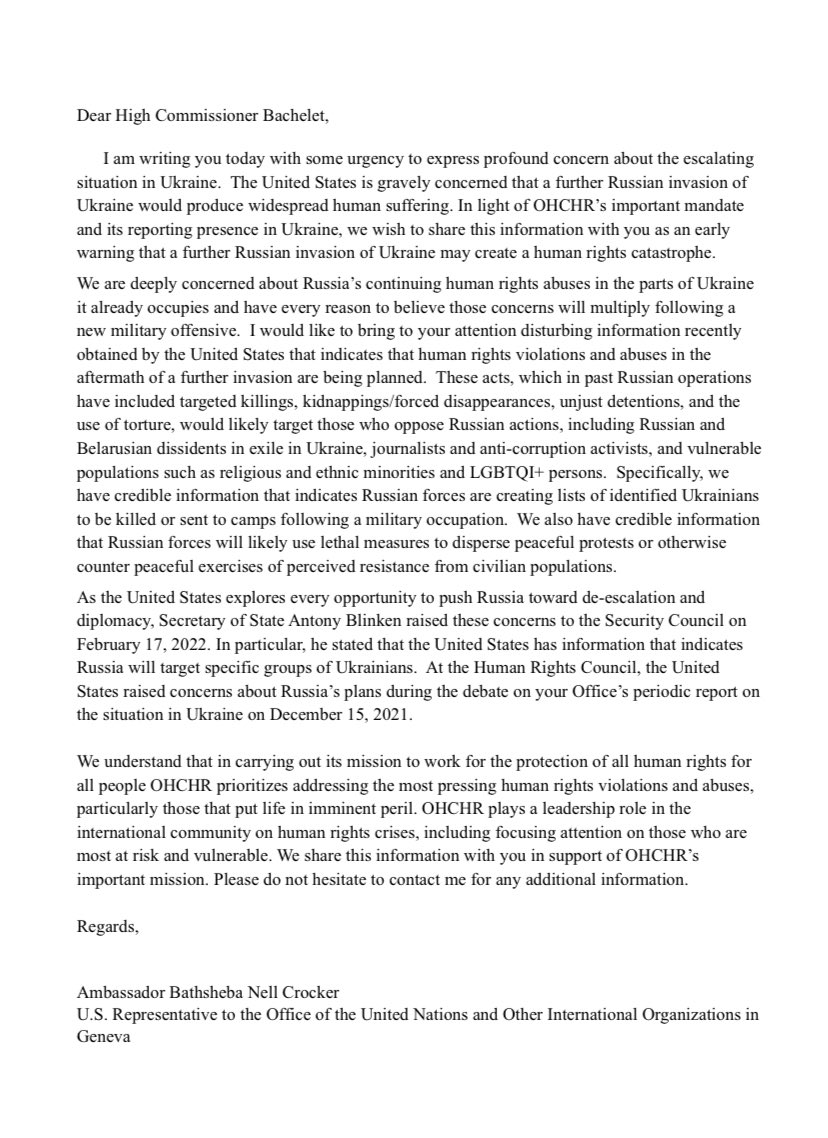 Dear High Commissioner Bachelet,
I am writing you today with some urgency to express profound concern about the escalating
situation in Ukraine.  The United States is gravely concerned that a further Russian invasion of
Ukraine would produce widespread human suffering. In light of OHCHR’s important mandate
and its reporting presence in Ukraine, we wish to share this information with you as an early
warning that a further Russian invasion of Ukraine may create a human rights catastrophe.
We are deeply concerned about Russia’s continuing human rights abuses in the parts of Ukraine
it already occupies and have every reason to believe those concerns will multiply following a
new military offensive.  I would like to bring to your attention disturbing information recently
obtained by the United States that indicates that human rights violations and abuses in the
aftermath of a further invasion are being planned.  These acts, which in past Russian operations
have included targeted killings, kidnappings/forced disappearances, unjust detentions, and the
use of torture, would likely target those who oppose Russian actions, including Russian and
Belarusian dissidents in exile in Ukraine, journalists and anti-corruption activists, and vulnerable
populations such as religious and ethnic minorities and LGBTQI+ persons.  Specifically, we
have credible information that indicates Russian forces are creating lists of identified Ukrainians
to be killed or sent to camps following a military occupation.  We also have credible information
that Russian forces will likely use lethal measures to disperse peaceful protests or otherwise
counter peaceful exercises of perceived resistance from civilian populations.
As the United States explores every opportunity to push Russia toward de-escalation and
diplomacy, Secretary of State Antony Blinken raised these concerns to the Security Council on
February 17, 2022. In particular, he stated that the United States has information that indicates
Russia will target specific groups of Ukrainians.  At the Human Rights Council, the United
States raised concerns about Russia’s plans during the debate on your Office’s periodic report on
the situation in Ukraine on December 15, 2021.
We understand that in carrying out its mission to work for the protection of all human rights for
all people OHCHR prioritizes addressing the most pressing human rights violations and abuses,
particularly those that put life in imminent peril. OHCHR plays a leadership role in the
international community on human rights crises, including focusing attention on those who are
most at risk and vulnerable. We share this information with you in support of OHCHR’s
important mission. Please do not hesitate to contact me for any additional information.
Regards,
Ambassador Bathsheba Nell Crocker
U.S. Representative to the Office of the United Nations and Other International Organizations in
Geneva